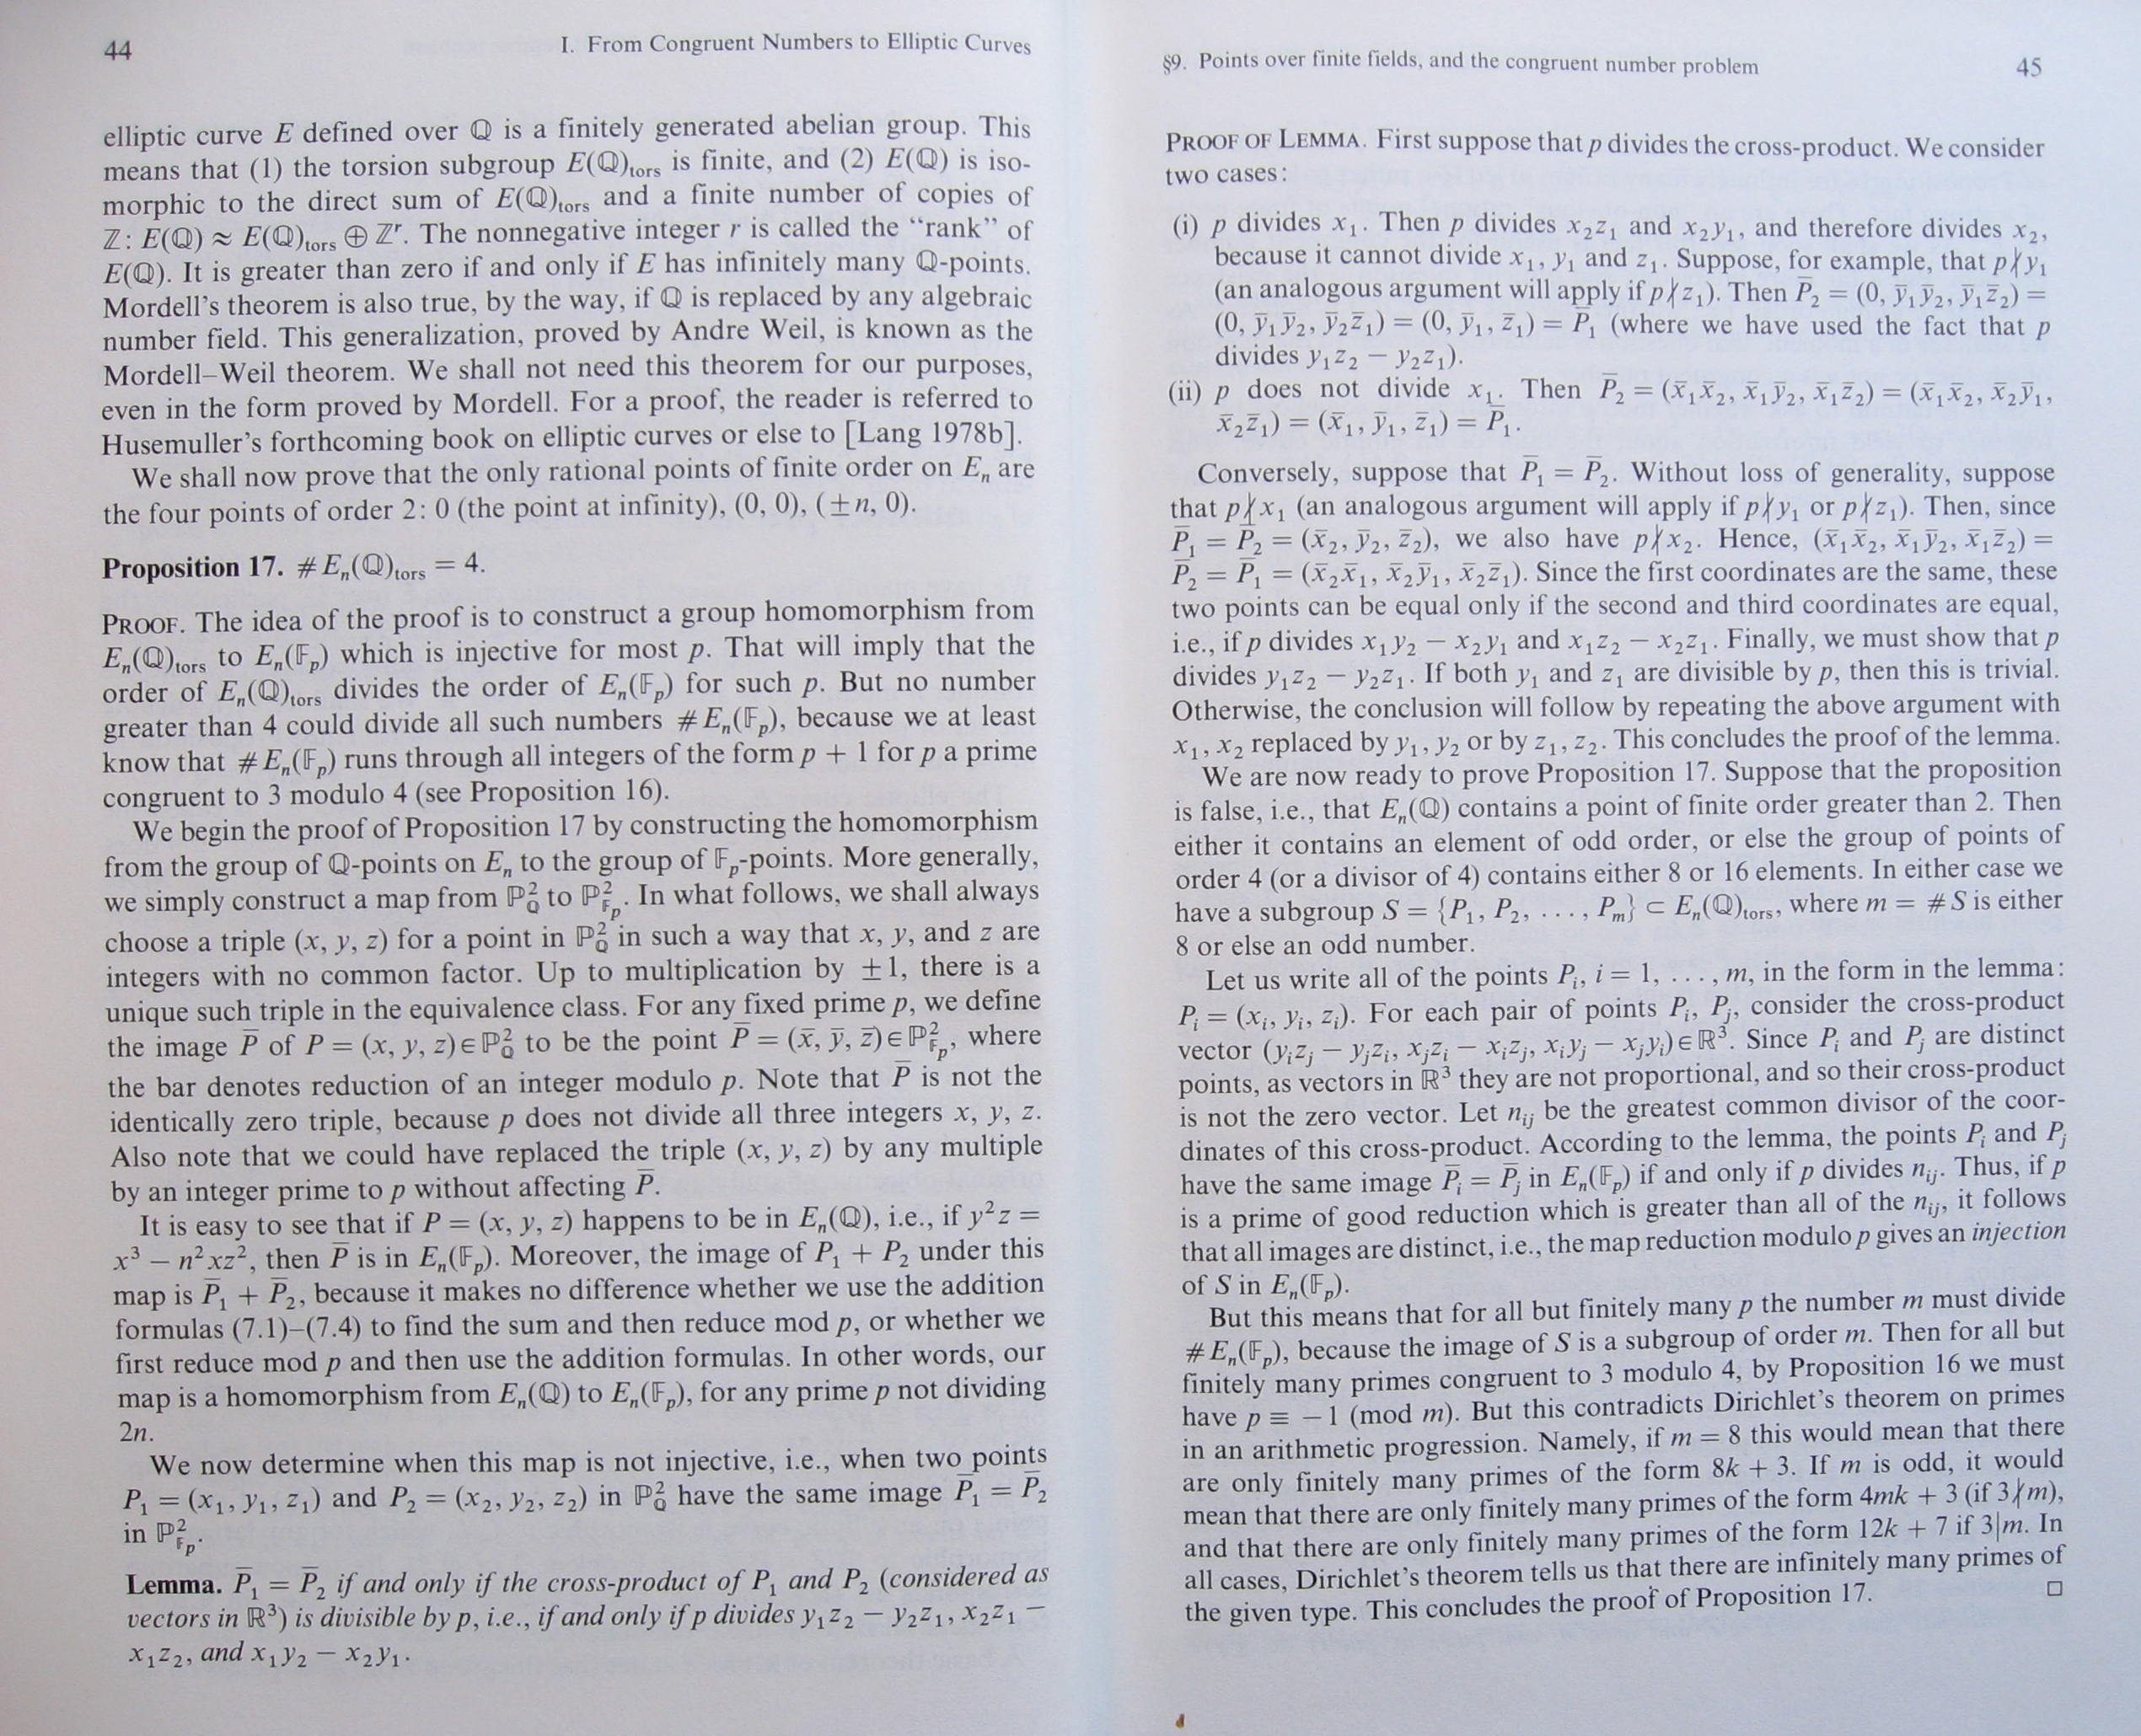 44
I. From Congruent Numbers to Elliptic Curves
elliptic curve E defined over ℚ is a finitely generated abelian group. This
means that (1) the torsion subgroup E(ℚ)ₜₒᵣₛ is finite, and (2) E(ℚ) is iso-
morphic to the direct sum of E(ℚ)ₜₒᵣₛ and a finite number of copies of
ℤ: E(ℚ) ≈ E(ℚ)ₜₒᵣₛ ⊕ ℤʳ. The nonnegative integer r is called the “rank” of
E(ℚ). It is greater than zero if and only if E has infinitely many ℚ-points.
Mordell’s theorem is also true, by the way, if ℚ is replaced by any algebraic
number field. This generalization, proved by Andre Weil, is known as the
Mordell–Weil theorem. We shall not need this theorem for our purposes,
even in the form proved by Mordell. For a proof, the reader is referred to
Husemuller’s forthcoming book on elliptic curves or else to [Lang 1978b].
We shall now prove that the only rational points of finite order on Eₙ are
the four points of order 2: 0 (the point at infinity), (0, 0), (±n, 0).
Proposition 17. #Eₙ(ℚ)ₜₒᵣₛ = 4.
PROOF. The idea of the proof is to construct a group homomorphism from
Eₙ(ℚ)ₜₒᵣₛ to Eₙ(𝔽ₚ) which is injective for most p. That will imply that the
order of Eₙ(ℚ)ₜₒᵣₛ divides the order of Eₙ(𝔽ₚ) for such p. But no number
greater than 4 could divide all such numbers #Eₙ(𝔽ₚ), because we at least
know that #Eₙ(𝔽ₚ) runs through all integers of the form p + 1 for p a prime
congruent to 3 modulo 4 (see Proposition 16).
We begin the proof of Proposition 17 by constructing the homomorphism
from the group of ℚ-points on Eₙ to the group of 𝔽ₚ-points. More generally,
we simply construct a map from ℙ²_ℚ to ℙ²_𝔽ₚ. In what follows, we shall always
choose a triple (x, y, z) for a point in ℙ²_ℚ in such a way that x, y, and z are
integers with no common factor. Up to multiplication by ±1, there is a
unique such triple in the equivalence class. For any fixed prime p, we define
the image P̄ of P = (x, y, z)∈ℙ²_ℚ to be the point P̄ = (x̄, ȳ, z̄)∈ℙ²_𝔽ₚ, where
the bar denotes reduction of an integer modulo p. Note that P̄ is not the
identically zero triple, because p does not divide all three integers x, y, z.
Also note that we could have replaced the triple (x, y, z) by any multiple
by an integer prime to p without affecting P̄.
It is easy to see that if P = (x, y, z) happens to be in Eₙ(ℚ), i.e., if y²z =
x³ − n²xz², then P̄ is in Eₙ(𝔽ₚ). Moreover, the image of P₁ + P₂ under this
map is P̄₁ + P̄₂, because it makes no difference whether we use the addition
formulas (7.1)–(7.4) to find the sum and then reduce mod p, or whether we
first reduce mod p and then use the addition formulas. In other words, our
map is a homomorphism from Eₙ(ℚ) to Eₙ(𝔽ₚ), for any prime p not dividing
2n.
We now determine when this map is not injective, i.e., when two points
P₁ = (x₁, y₁, z₁) and P₂ = (x₂, y₂, z₂) in ℙ²_ℚ have the same image P̄₁ = P̄₂
in ℙ²_𝔽ₚ.
Lemma. P̄₁ = P̄₂ if and only if the cross-product of P₁ and P₂ (considered as
vectors in ℝ³) is divisible by p, i.e., if and only if p divides y₁z₂ − y₂z₁, x₂z₁ −
x₁z₂, and x₁y₂ − x₂y₁.
§9. Points over finite fields, and the congruent number problem
45
PROOF OF LEMMA. First suppose that p divides the cross-product. We consider
two cases:
(i) p divides x₁. Then p divides x₂z₁ and x₂y₁, and therefore divides x₂,
because it cannot divide x₁, y₁ and z₁. Suppose, for example, that p∤y₁
(an analogous argument will apply if p∤z₁). Then P̄₂ = (0, ȳ₁ȳ₂, ȳ₁z̄₂) =
(0, ȳ₁ȳ₂, ȳ₂z̄₁) = (0, ȳ₁, z̄₁) = P̄₁ (where we have used the fact that p
divides y₁z₂ − y₂z₁).
(ii) p does not divide x₁. Then P̄₂ = (x̄₁x̄₂, x̄₁ȳ₂, x̄₁z̄₂) = (x̄₁x̄₂, x̄₂ȳ₁,
x̄₂z̄₁) = (x̄₁, ȳ₁, z̄₁) = P̄₁.
Conversely, suppose that P̄₁ = P̄₂. Without loss of generality, suppose
that p∤x₁ (an analogous argument will apply if p∤y₁ or p∤z₁). Then, since
P̄₁ = P̄₂ = (x̄₂, ȳ₂, z̄₂), we also have p∤x₂. Hence, (x̄₁x̄₂, x̄₁ȳ₂, x̄₁z̄₂) =
P̄₂ = P̄₁ = (x̄₂x̄₁, x̄₂ȳ₁, x̄₂z̄₁). Since the first coordinates are the same, these
two points can be equal only if the second and third coordinates are equal,
i.e., if p divides x₁y₂ − x₂y₁ and x₁z₂ − x₂z₁. Finally, we must show that p
divides y₁z₂ − y₂z₁. If both y₁ and z₁ are divisible by p, then this is trivial.
Otherwise, the conclusion will follow by repeating the above argument with
x₁, x₂ replaced by y₁, y₂ or by z₁, z₂. This concludes the proof of the lemma.
We are now ready to prove Proposition 17. Suppose that the proposition
is false, i.e., that Eₙ(ℚ) contains a point of finite order greater than 2. Then
either it contains an element of odd order, or else the group of points of
order 4 (or a divisor of 4) contains either 8 or 16 elements. In either case we
have a subgroup S = {P₁, P₂, ..., Pₘ} ⊂ Eₙ(ℚ)ₜₒᵣₛ, where m = #S is either
8 or else an odd number.
Let us write all of the points Pᵢ, i = 1, ..., m, in the form in the lemma:
Pᵢ = (xᵢ, yᵢ, zᵢ). For each pair of points Pᵢ, Pⱼ, consider the cross-product
vector (yᵢzⱼ − yⱼzᵢ, xⱼzᵢ − xᵢzⱼ, xᵢyⱼ − xⱼyᵢ)∈ℝ³. Since Pᵢ and Pⱼ are distinct
points, as vectors in ℝ³ they are not proportional, and so their cross-product
is not the zero vector. Let nᵢⱼ be the greatest common divisor of the coor-
dinates of this cross-product. According to the lemma, the points Pᵢ and Pⱼ
have the same image P̄ᵢ = P̄ⱼ in Eₙ(𝔽ₚ) if and only if p divides nᵢⱼ. Thus, if p
is a prime of good reduction which is greater than all of the nᵢⱼ, it follows
that all images are distinct, i.e., the map reduction modulo p gives an injection
of S in Eₙ(𝔽ₚ).
But this means that for all but finitely many p the number m must divide
#Eₙ(𝔽ₚ), because the image of S is a subgroup of order m. Then for all but
finitely many primes congruent to 3 modulo 4, by Proposition 16 we must
have p ≡ −1 (mod m). But this contradicts Dirichlet’s theorem on primes
in an arithmetic progression. Namely, if m = 8 this would mean that there
are only finitely many primes of the form 8k + 3. If m is odd, it would
mean that there are only finitely many primes of the form 4mk + 3 (if 3∤m),
and that there are only finitely many primes of the form 12k + 7 if 3|m. In
all cases, Dirichlet’s theorem tells us that there are infinitely many primes of
the given type. This concludes the proof of Proposition 17. □